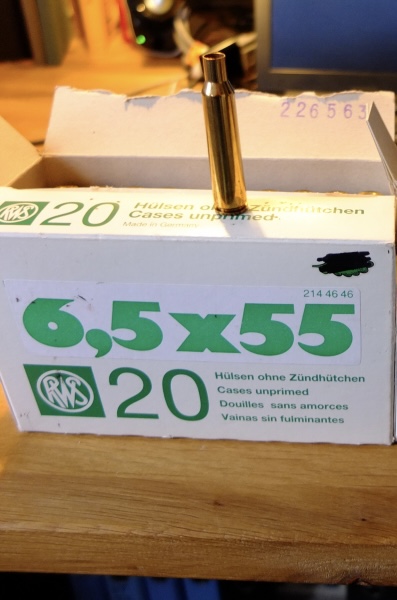 226563
RWS 20 Hülsen ohne Zündhütchen
Cases unprimed
Made in Germany
214 46 46
6,5x55
RWS 20
Hülsen ohne Zündhütchen
Cases unprimed
Douilles sans amorces
Vainas sin fulminantes